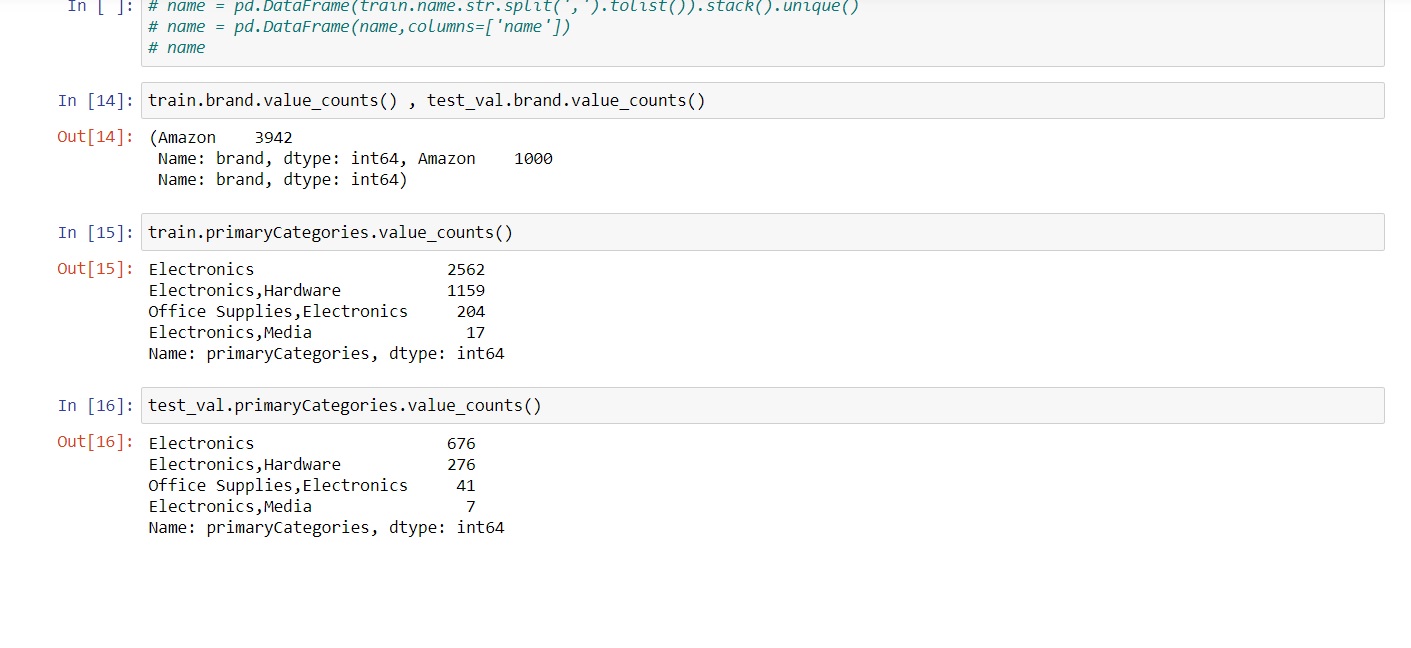 In [ ]: # name = pd.DataFrame(train.name.str.split(',').tolist()).stack().unique()
# name = pd.DataFrame(name,columns=['name'])
# name
In [14]: train.brand.value_counts() , test_val.brand.value_counts()
Out[14]: (Amazon    3942
Name: brand, dtype: int64, Amazon    1000
Name: brand, dtype: int64)
In [15]: train.primaryCategories.value_counts()
Out[15]: Electronics                    2562
Electronics,Hardware           1159
Office Supplies,Electronics     204
Electronics,Media                17
Name: primaryCategories, dtype: int64
In [16]: test_val.primaryCategories.value_counts()
Out[16]: Electronics                    676
Electronics,Hardware           276
Office Supplies,Electronics     41
Electronics,Media                7
Name: primaryCategories, dtype: int64